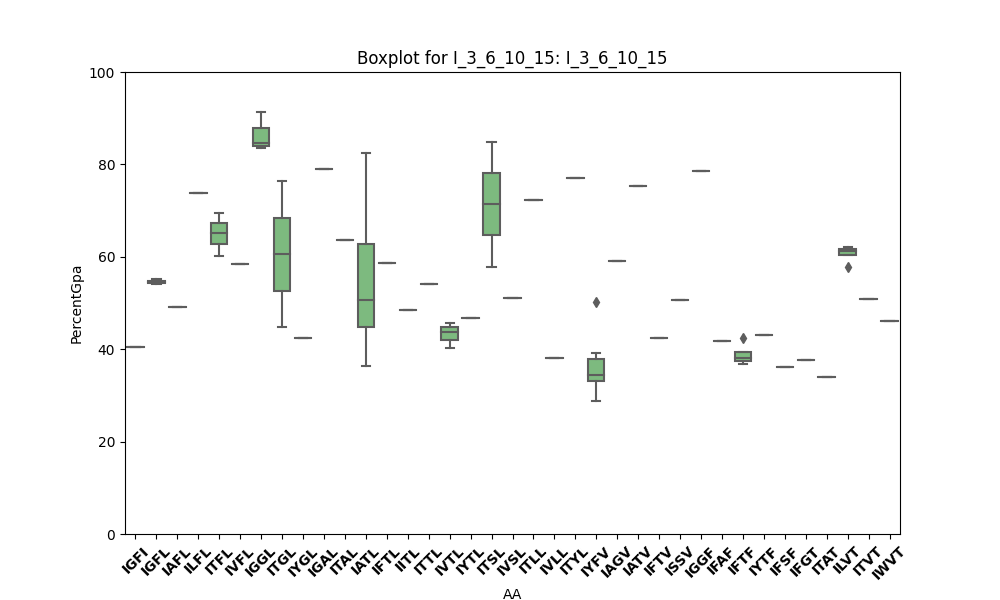 Boxplot for I_3_6_10_15: I_3_6_10_15
PercentGpa
100
80
60
40
20
0
IGFI IGFL IAFL ILFL ITFL IVFL IGGL ITGL IYGL IGAL ITAL IATL IFTL IITL ITTL IVTL IYTL ITSL IVSL ITLL IVLL ITYL IYFV IAGV IATV IFTV ISSV IGGF IFAF IFTF IYTF IFSF IFGT ITAT ILVT ITVT IWVT
AA